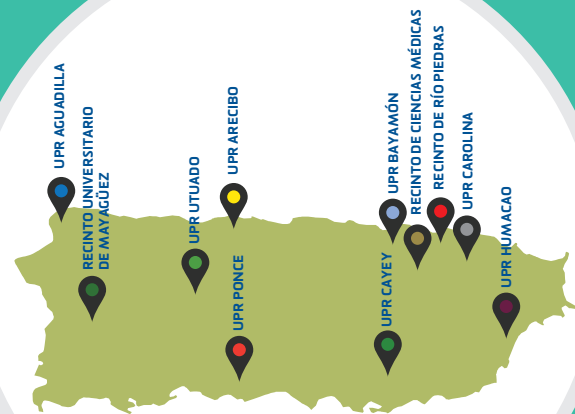 UPR AGUADILLA
RECINTO UNIVERSITARIO
DE MAYAGÜEZ
UPR UTUADO
UPR ARECIBO
UPR PONCE
UPR BAYAMÓN
RECINTO DE CIENCIAS MÉDICAS
RECINTO DE RÍO PIEDRAS
UPR CAROLINA
UPR CAYEY
UPR HUMACAO